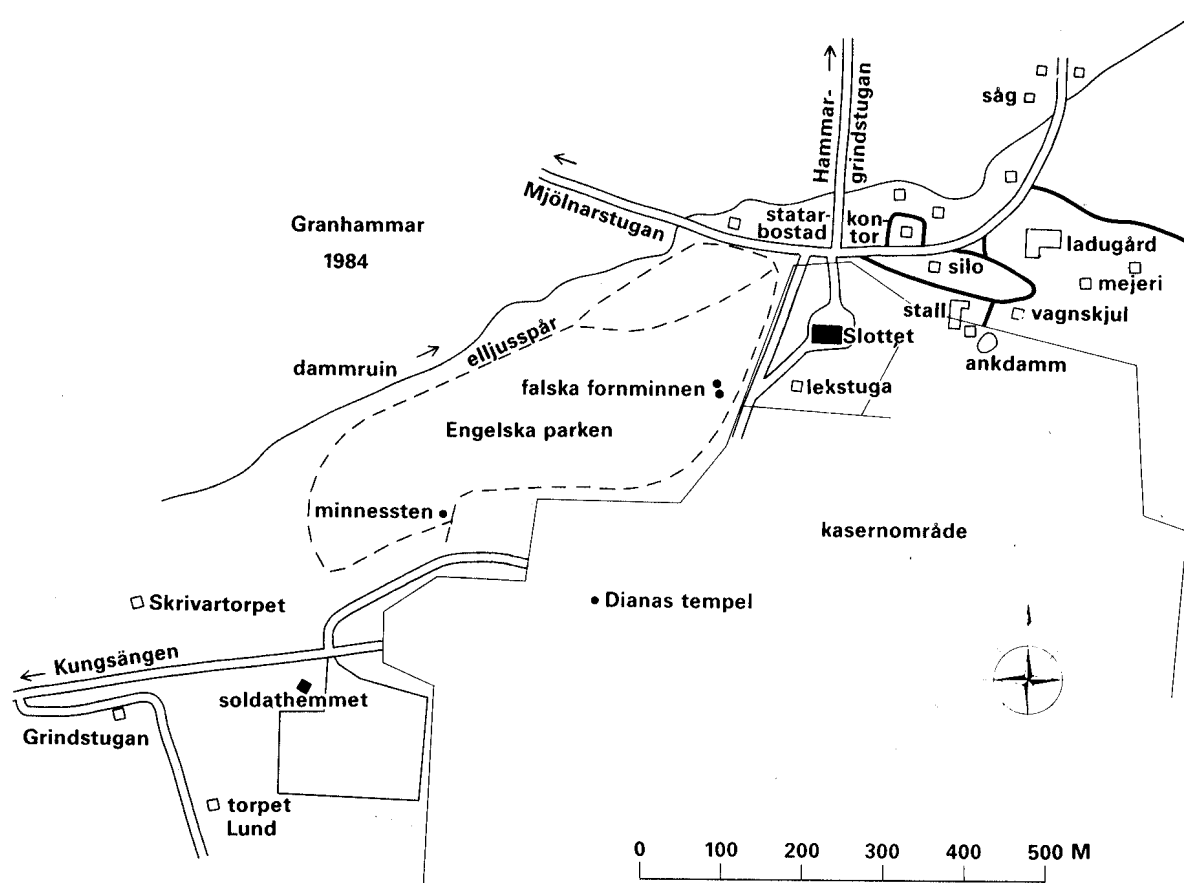 såg
Hammar-
grindstugan
Mjölnarstugan
statar-
bostad
kon-
tor
Granhammar
1984
ladugård
silo
mejeri
stall
vagnskjul
Slottet
ankdamm
elljusspår
dammruin
falska fornminnen
lekstuga
Engelska parken
minnessten
kasernområde
Skrivartorpet
Dianas tempel
Kungsängen
soldathemmet
Grindstugan
torpet
Lund
0 100 200 300 400 500 M